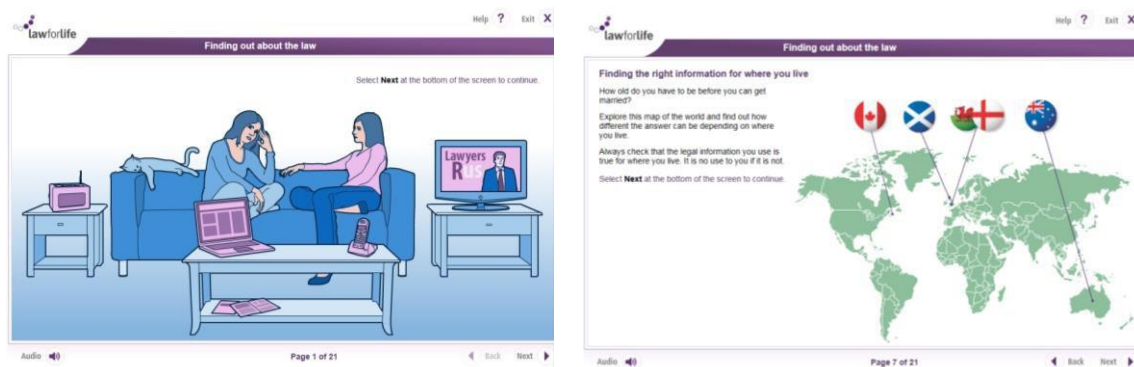 Help ? Exit X
lawforlife
Finding out about the law
Select Next at the bottom of the screen to continue.
Lawyers
R us
Audio
Page 1 of 21
Back Next
Help ? Exit X
lawforlife
Finding out about the law
Finding the right information for where you live
How old do you have to be before you can get
married?
Explore this map of the world and find out how
different the answer can be depending on where
you live.
Always check that the legal information you use is
true for where you live. It is no use to you if it is not.
Select Next at the bottom of the screen to continue.
Audio
Page 7 of 21
Back Next